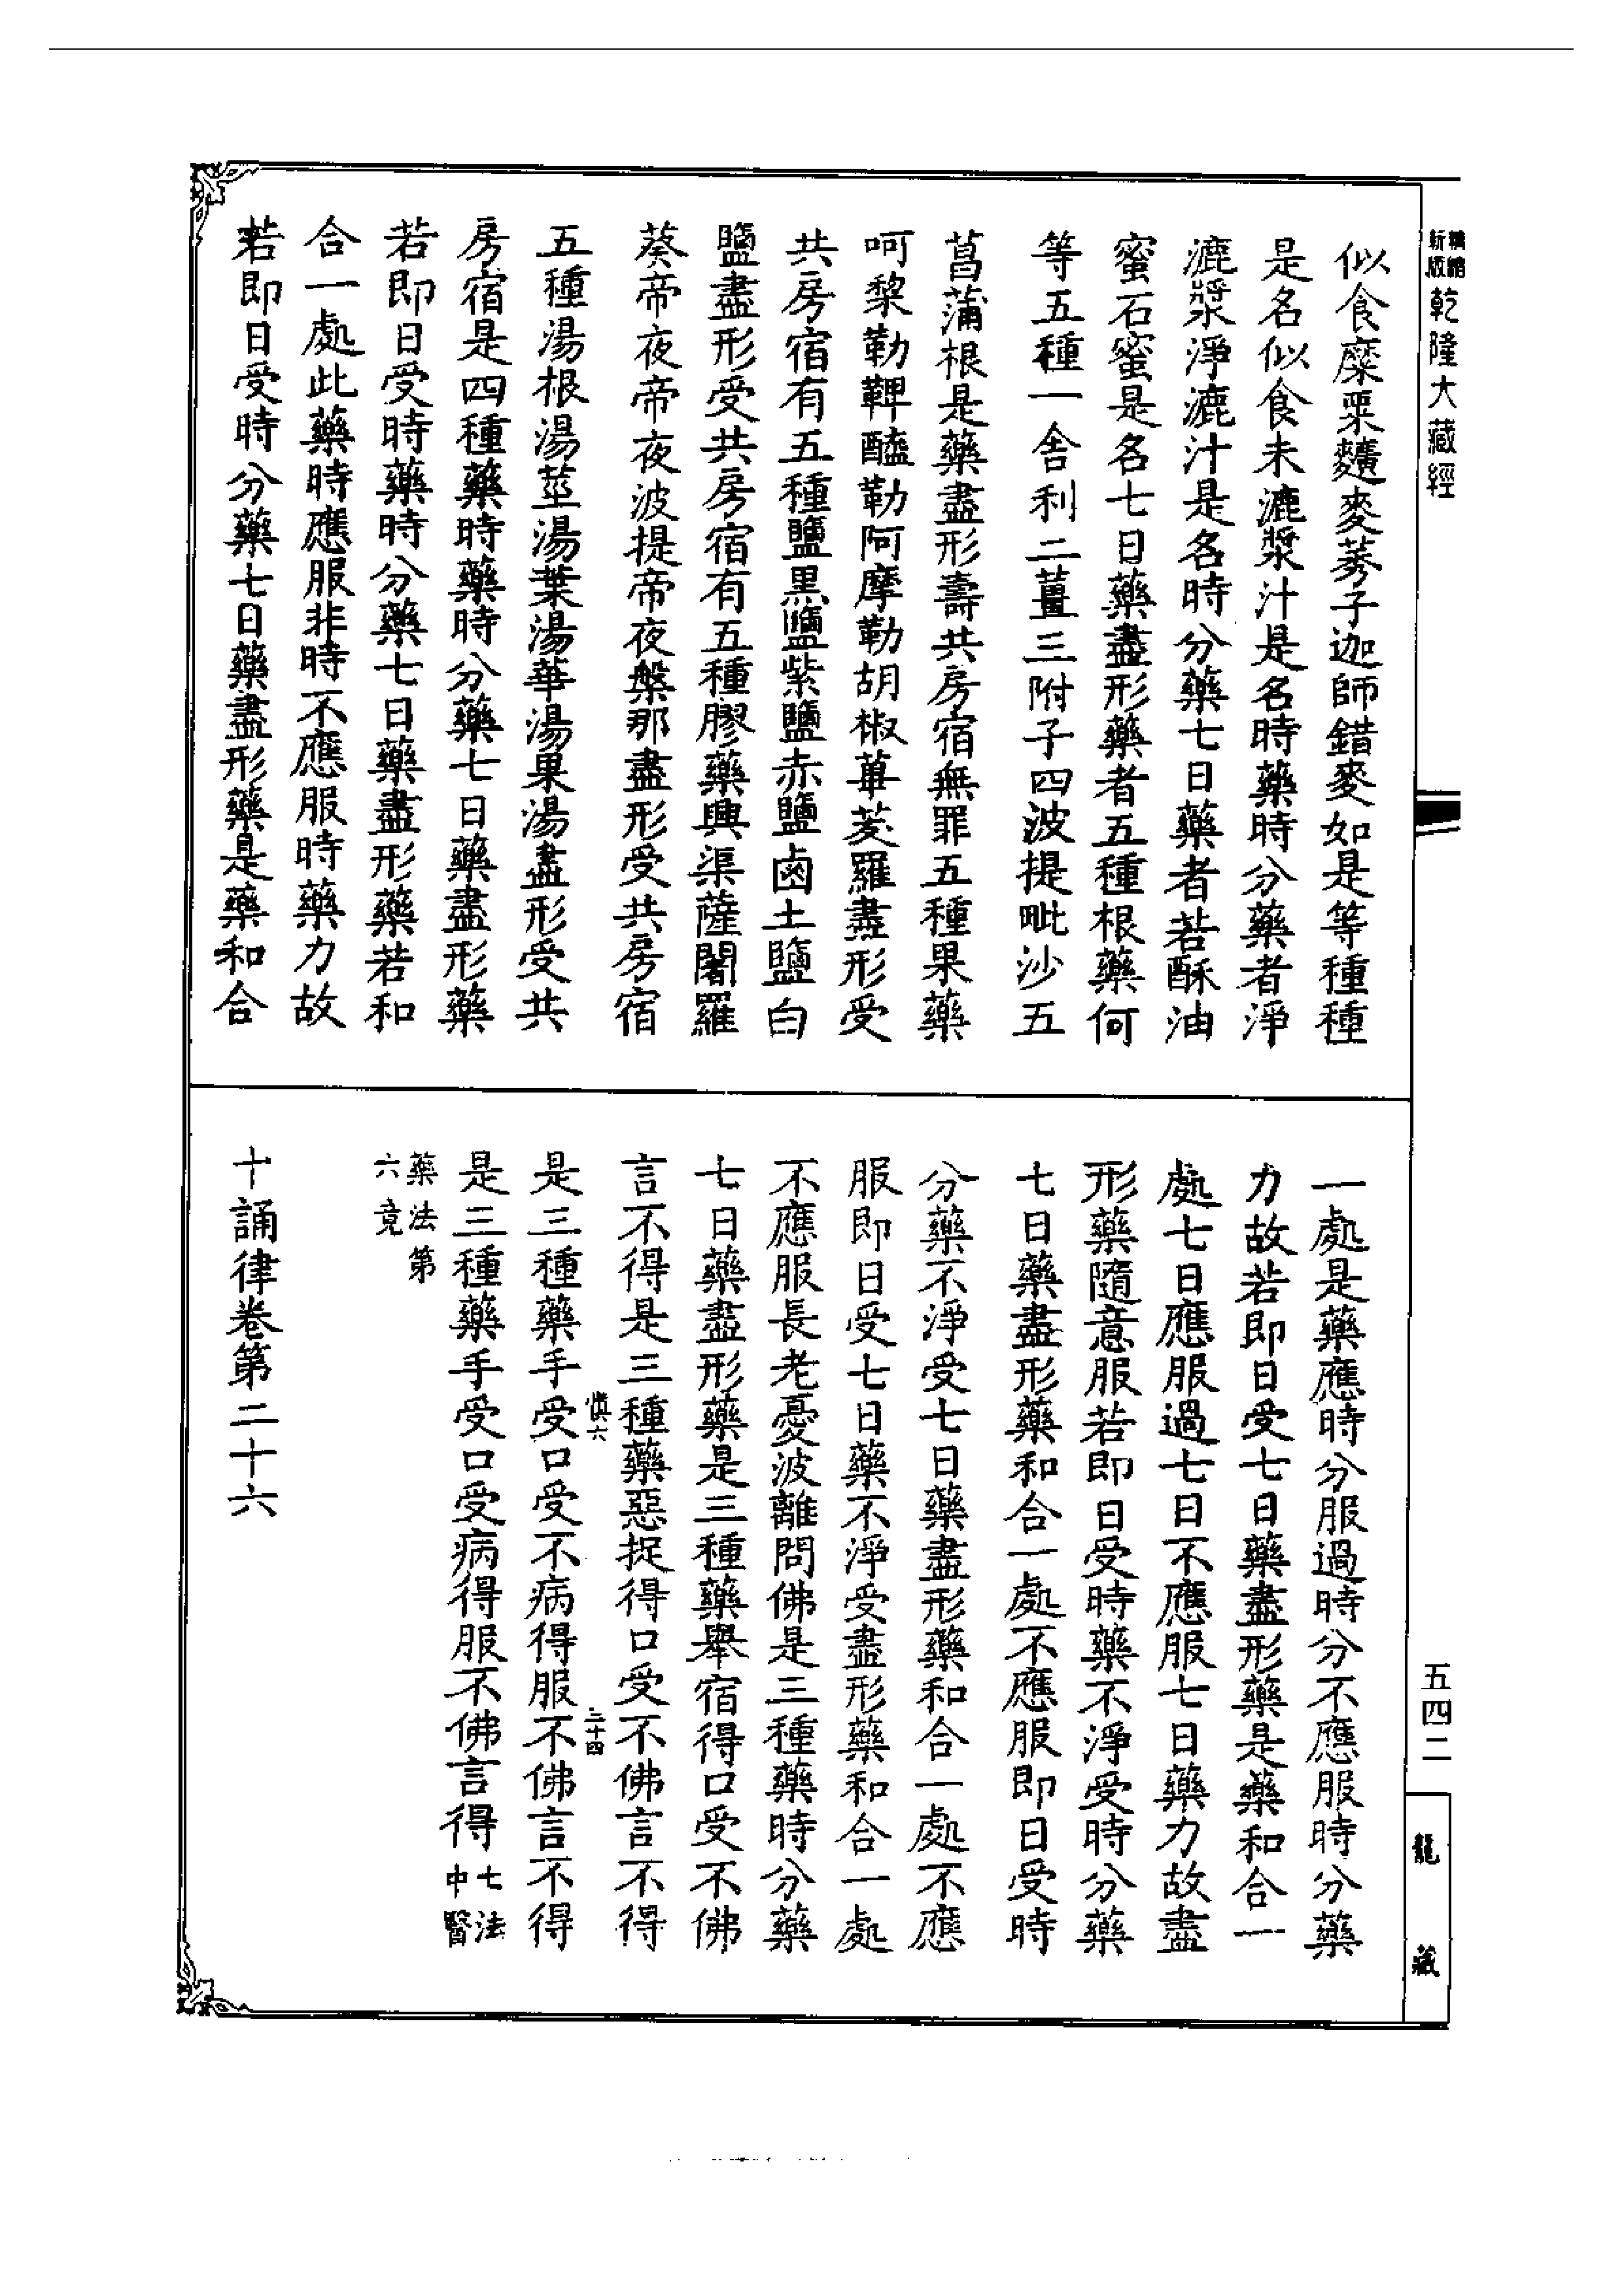 精縮
新版
乾隆大藏經
似食糜粟䵃麥莠子迦師錯麥如是等種種
是名似食未漉漿汁是名時藥時分藥者淨
漉漿淨漉汁是名時分藥七日藥者若酥油
蜜石蜜是名七日藥盡形藥者五種根藥何
等五種一舍利二薑三附子四波提毗沙五
菖蒲根是藥盡形壽共房宿無罪五種果藥
呵黎勒鞞醯勒阿摩勒胡椒蓽茇羅盡形受
共房宿有五種鹽黑鹽紫鹽赤鹽鹵土鹽白
鹽盡形受共房宿有五種膠藥興渠薩闍羅
葵帝夜帝夜波提帝夜槃那盡形受共房宿
五種湯根湯莖湯葉湯華湯果湯盡形受共
房宿是四種藥時藥時分藥七日藥盡形藥
若即日受時藥時分藥七日藥盡形藥若和
合一處此藥時應服非時不應服時藥力故
若即日受時分藥七日藥盡形藥是藥和合
一處是藥應時分服過時分不應服時分藥
力故若即日受七日藥盡形藥是藥和合一
處七日應服過七日不應服七日藥力故盡
形藥隨意服若即日受時藥不淨受時分藥
七日藥盡形藥和合一處不應服即日受時
分藥不淨受七日藥盡形藥和合一處不應
服即日受七日藥不淨受盡形藥和合一處
不應服長老憂波離問佛是三種藥時分藥
七日藥盡形藥是三種藥舉宿得口受不佛
言不得是三種藥惡捉得口受不佛言不得
慎六
三十四
是三種藥手受口受不病得服不佛言不得
是三種藥手受口受病得服不佛言得
七法
中醫
藥法第
六竟
十誦律卷第二十六
五四二
龍藏